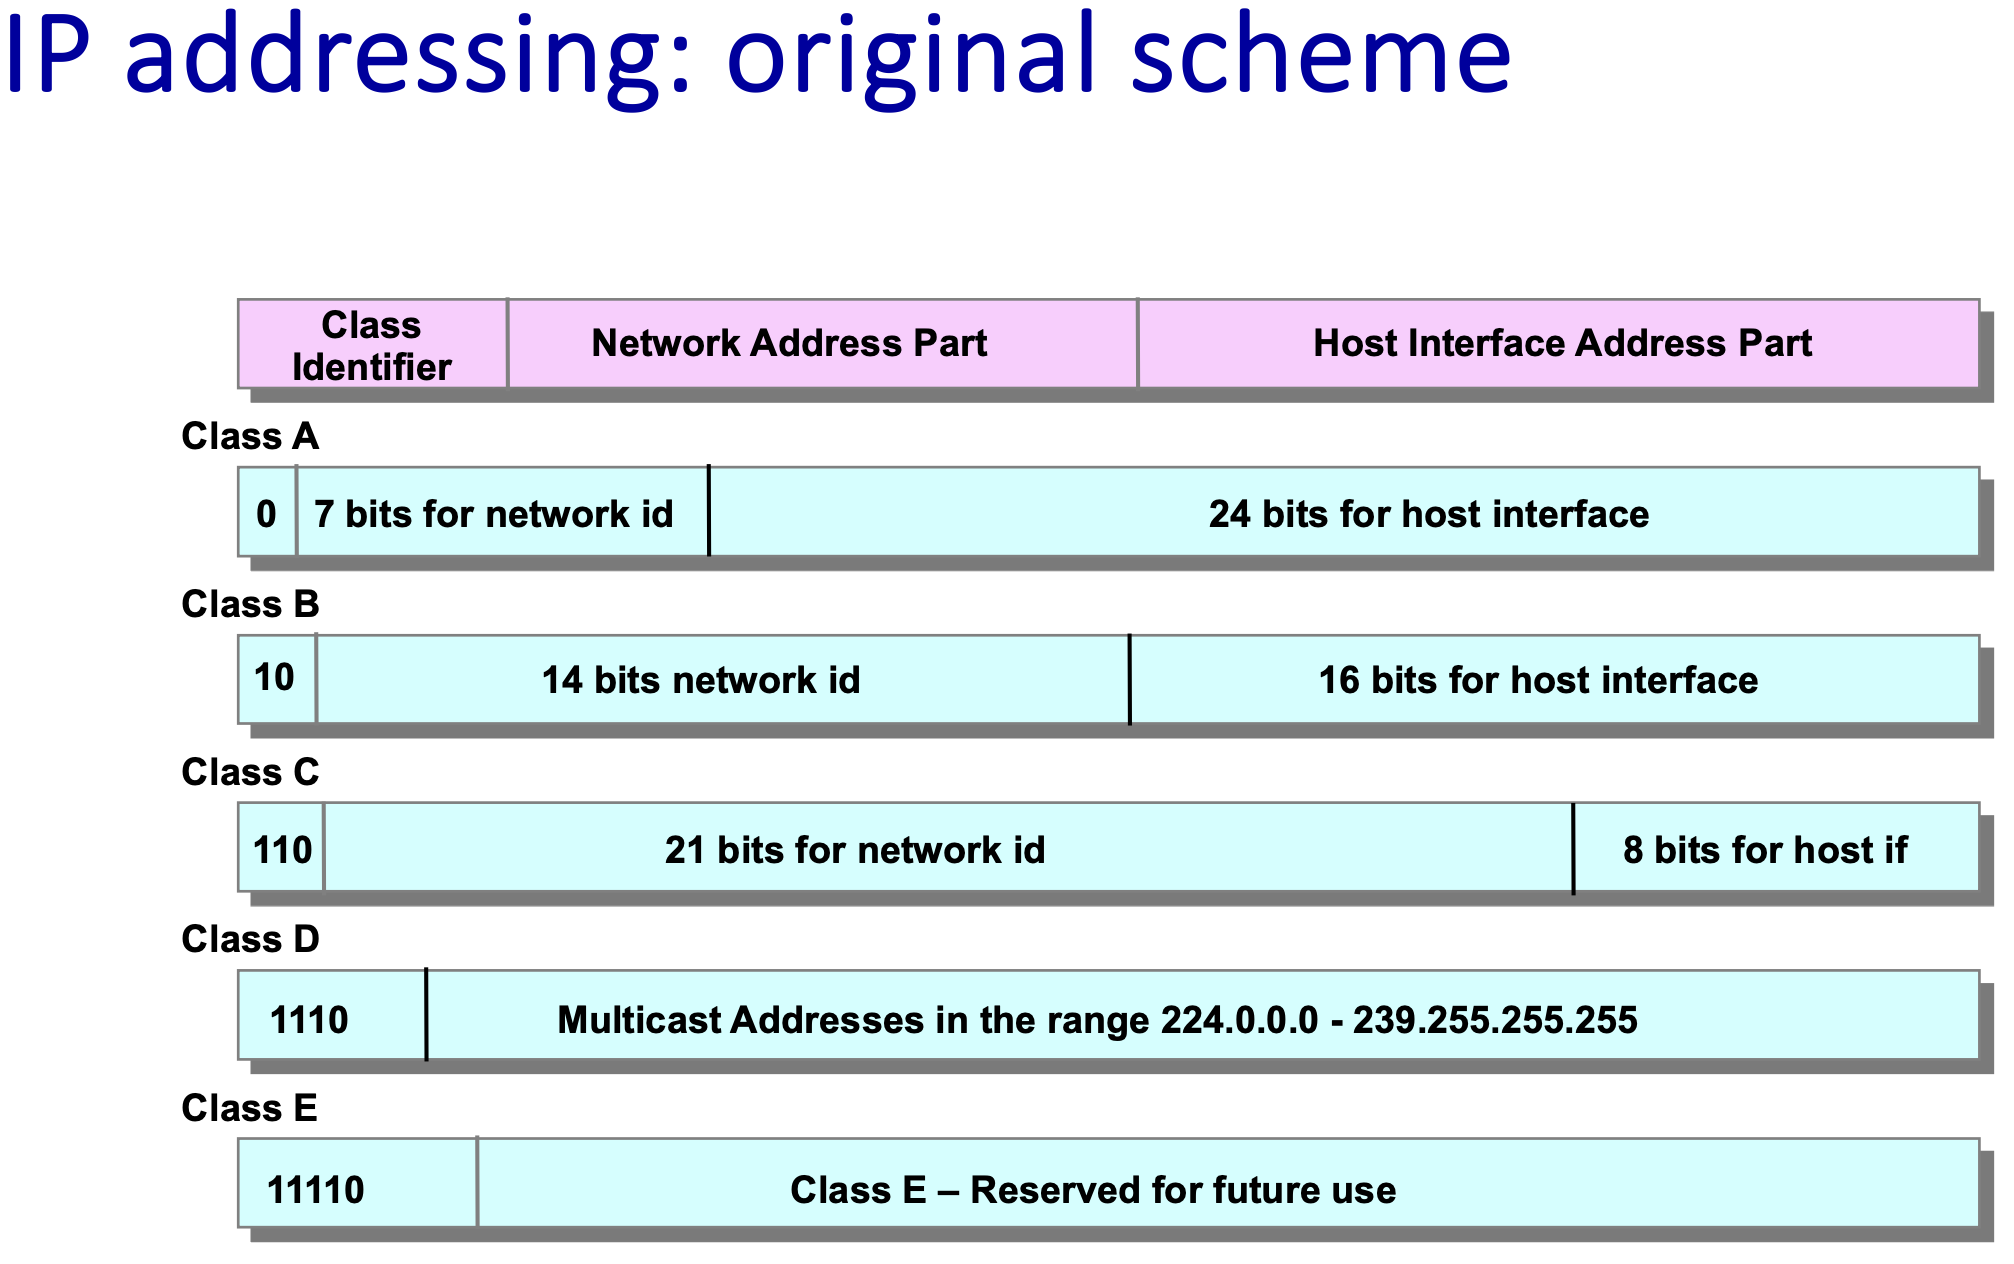 IP addressing: original scheme
Class
Identifier
Network Address Part
Host Interface Address Part
Class A
0
7 bits for network id
24 bits for host interface
Class B
10
14 bits network id
16 bits for host interface
Class C
110
21 bits for network id
8 bits for host if
Class D
1110
Multicast Addresses in the range 224.0.0.0 - 239.255.255.255
Class E
11110
Class E – Reserved for future use